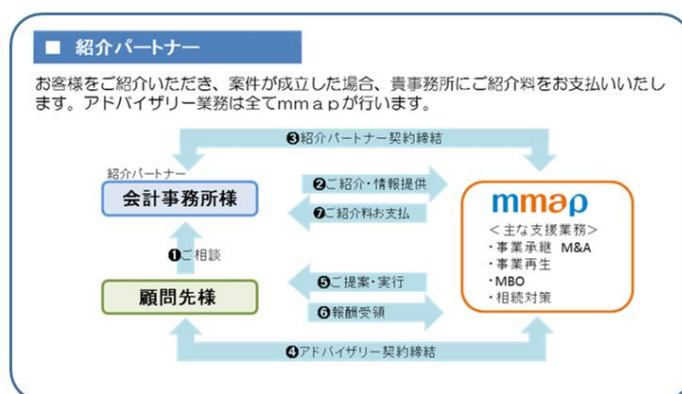 ■ 紹介パートナー
お客様をご紹介いただき、案件が成立した場合、貴事務所にご紹介料をお支払いいたし
ます。アドバイザリー業務は全てmmapが行います。
❸紹介パートナー契約締結
紹介パートナー
会計事務所様
❷ご紹介・情報提供
❼ご紹介料お支払
mmap
<主な支援業務>
・事業承継 M&A
・事業再生
・MBO
・相続対策
❶ご相談
顧問先様
❺ご提案・実行
❻報酬受領
❹アドバイザリー契約締結